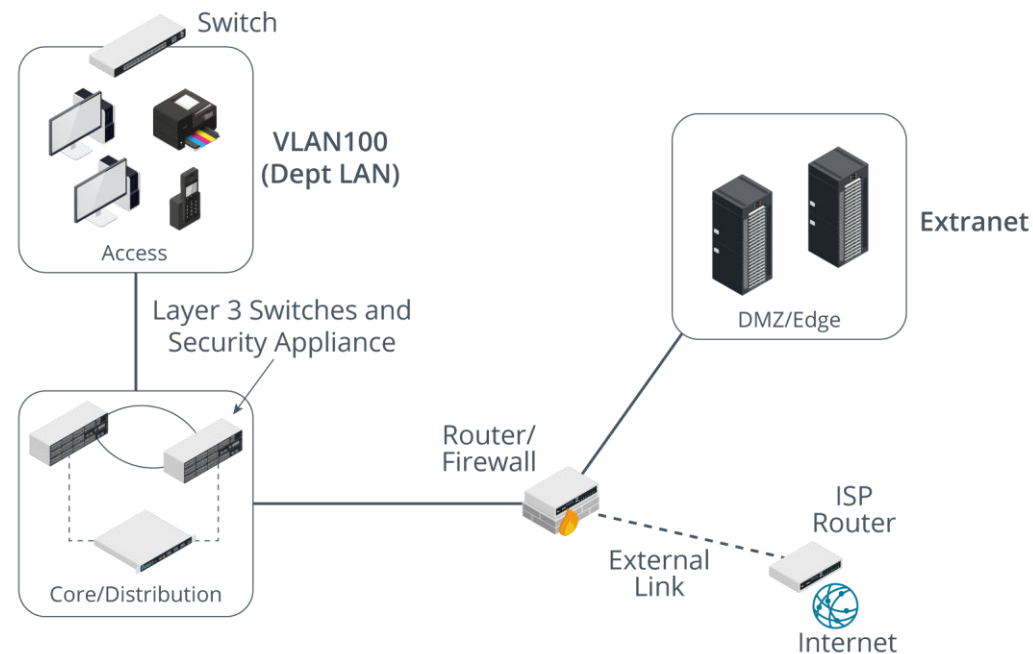 Switch
VLAN100
(Dept LAN)
Access
Layer 3 Switches and
Security Appliance
Core/Distribution
Router/
Firewall
Extranet
DMZ/Edge
External
Link
ISP
Router
Internet